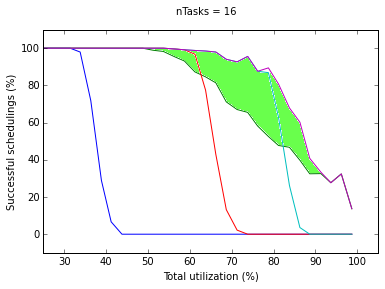 nTasks = 16
Successful schedulings (%)
100
80
60
40
20
0
30 40 50 60 70 80 90 100
Total utilization (%)